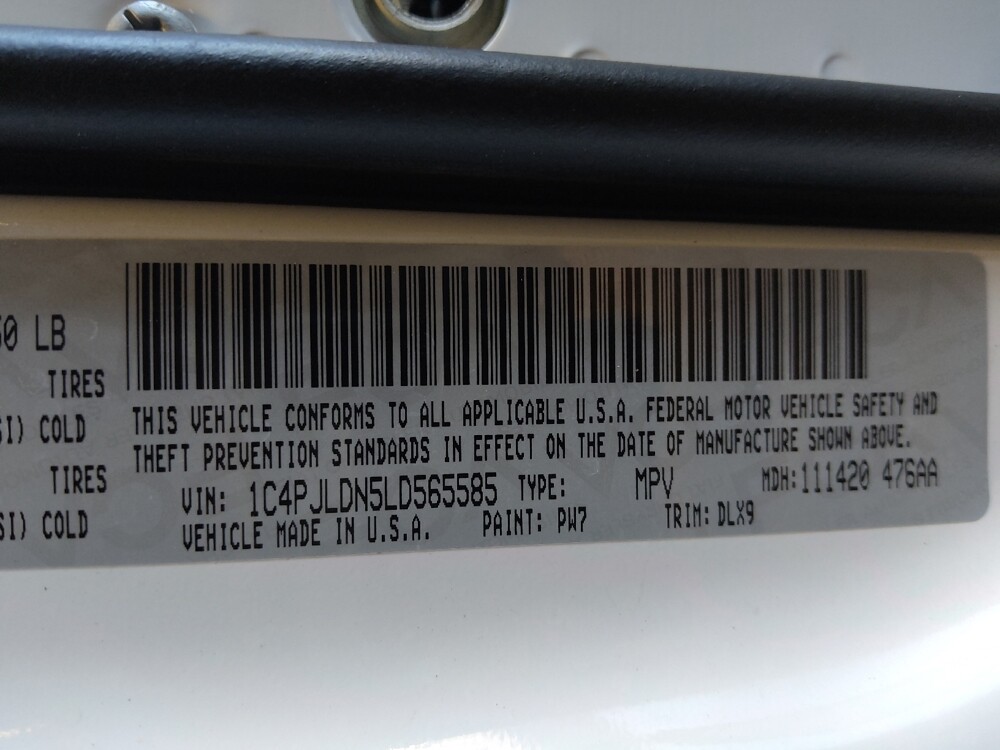 50 LB
TIRES
SI) COLD
TIRES
SI) COLD
THIS VEHICLE CONFORMS TO ALL APPLICABLE U.S.A. FEDERAL MOTOR VEHICLE SAFETY AND
THEFT PREVENTION STANDARDS IN EFFECT ON THE DATE OF MANUFACTURE SHOWN ABOVE.
VIN: 1C4PJLDN5LD565585 TYPE: MPV MDH:111420 476AA
VEHICLE MADE IN U.S.A. PAINT: PW7 TRIM: DLX9